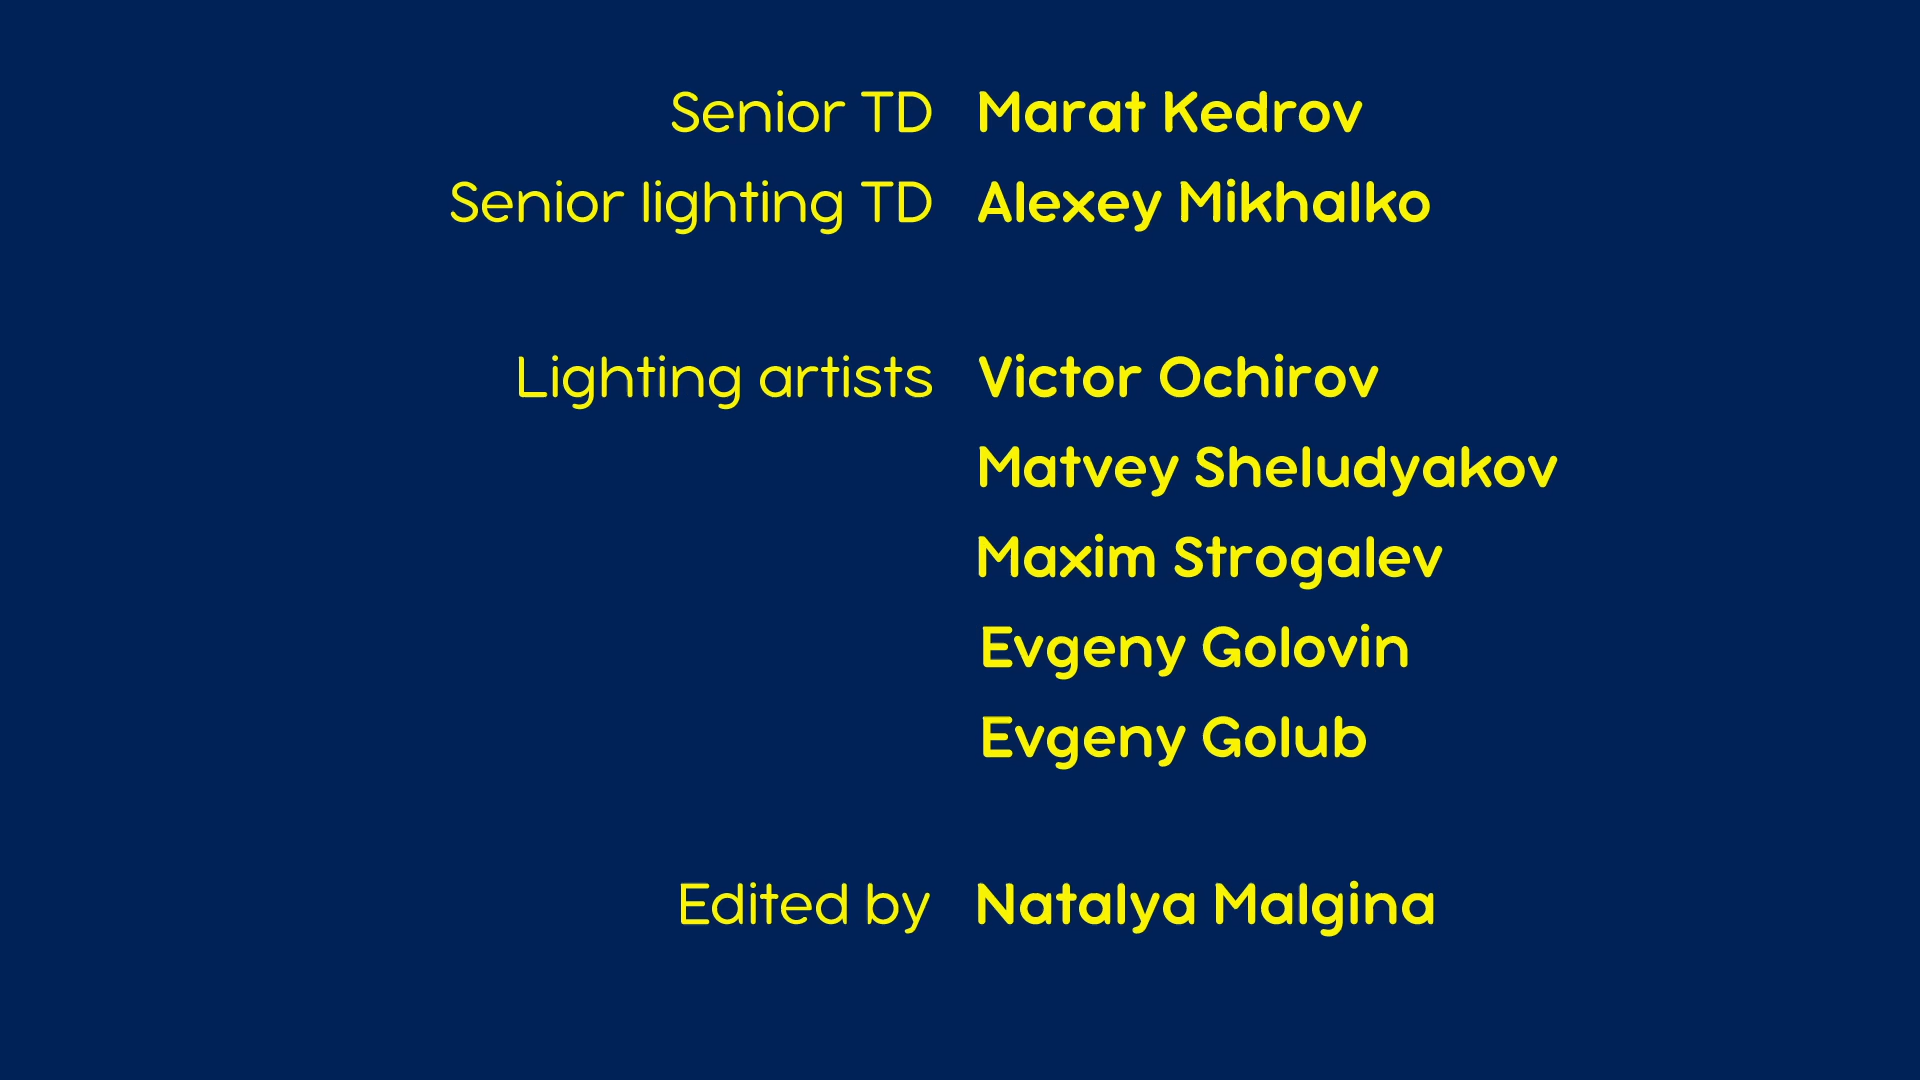 Senior TD Marat Kedrov
Senior lighting TD Alexey Mikhalko
Lighting artists Victor Ochirov
Matvey Sheludyakov
Maxim Strogalev
Evgeny Golovin
Evgeny Golub
Edited by Natalya Malgina